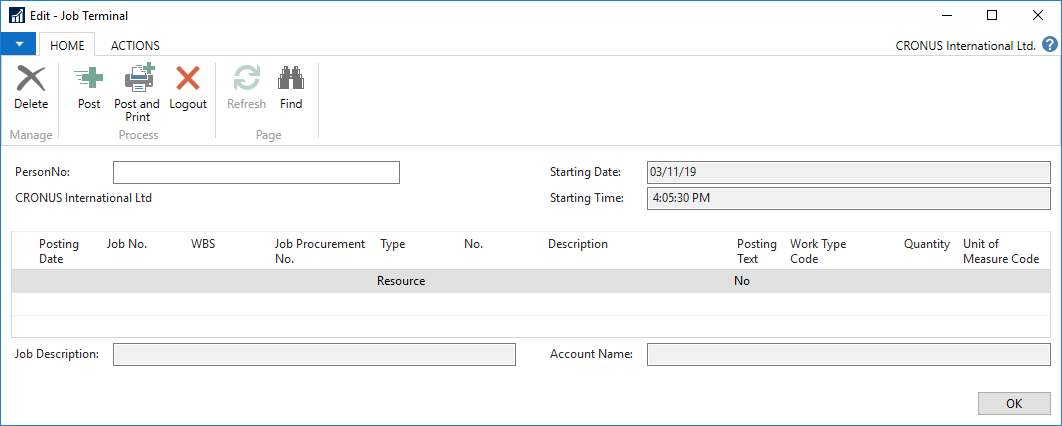 Edit - Job Terminal
HOME ACTIONS CRONUS International Ltd. ?
Delete Post Post and Print Logout Refresh Find
Manage Process Page
PersonNo: Starting Date: 03/11/19
CRONUS International Ltd Starting Time: 4:05:30 PM
Posting Date Job No. WBS Job Procurement No. Type No. Description Posting Text Work Type Code Quantity Unit of Measure Code
Resource No
Job Description: Account Name:
OK